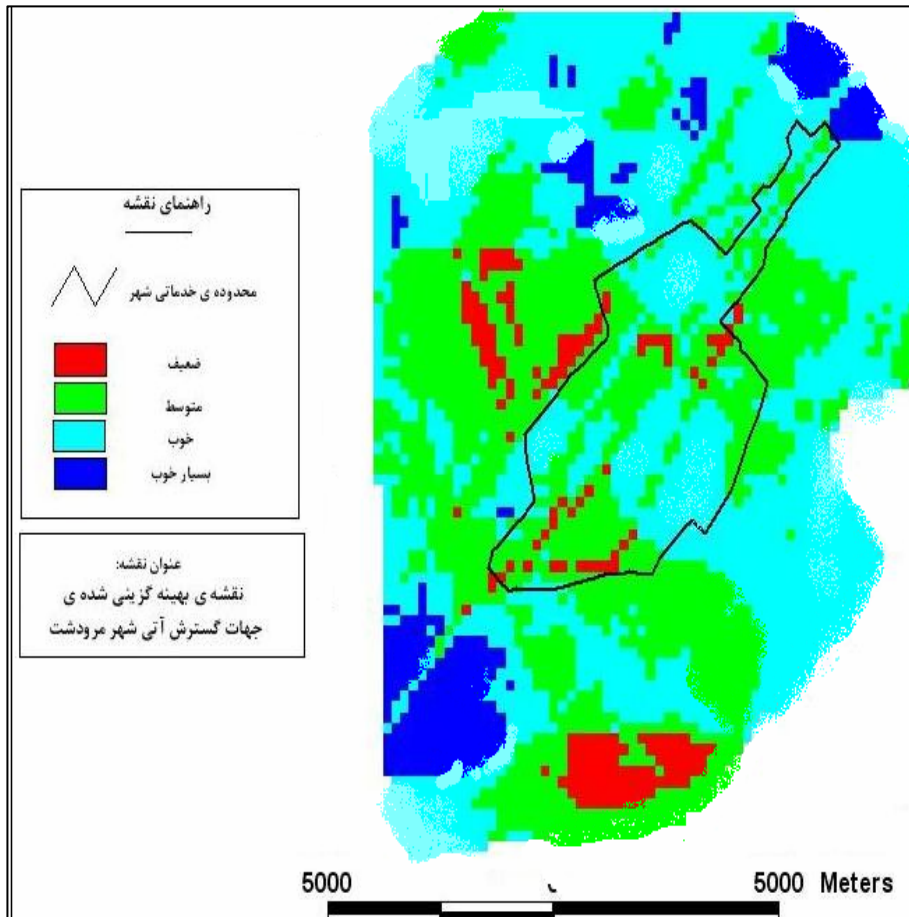 راهنمای نقشه
محدوده ی خدماتی شهر
ضعیف
متوسط
خوب
بسیار خوب
عنوان نقشه:
نقشه ی بهینه گزینی شده ی
جهات گسترش آتی شهر مرودشت
5000 5000 Meters